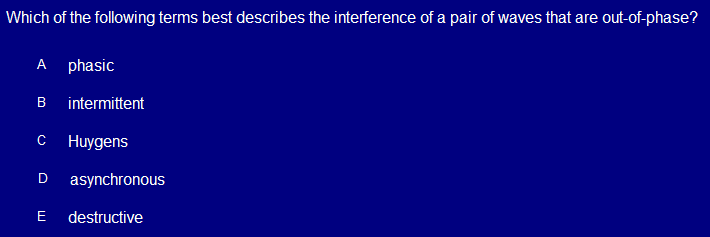 Which of the following terms best describes the interference of a pair of waves that are out-of-phase?
A phasic
B intermittent
C Huygens
D asynchronous
E destructive